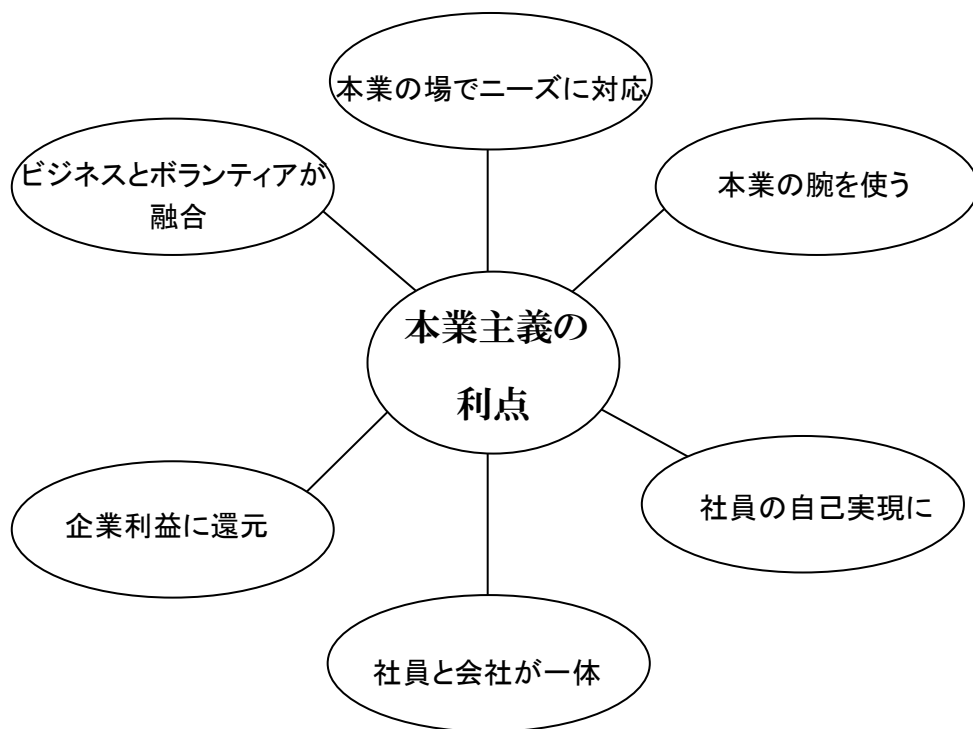 本業の場でニーズに対応
ビジネスとボランティアが
融合
本業の腕を使う
本業主義の
利点
企業利益に還元
社員の自己実現に
社員と会社が一体